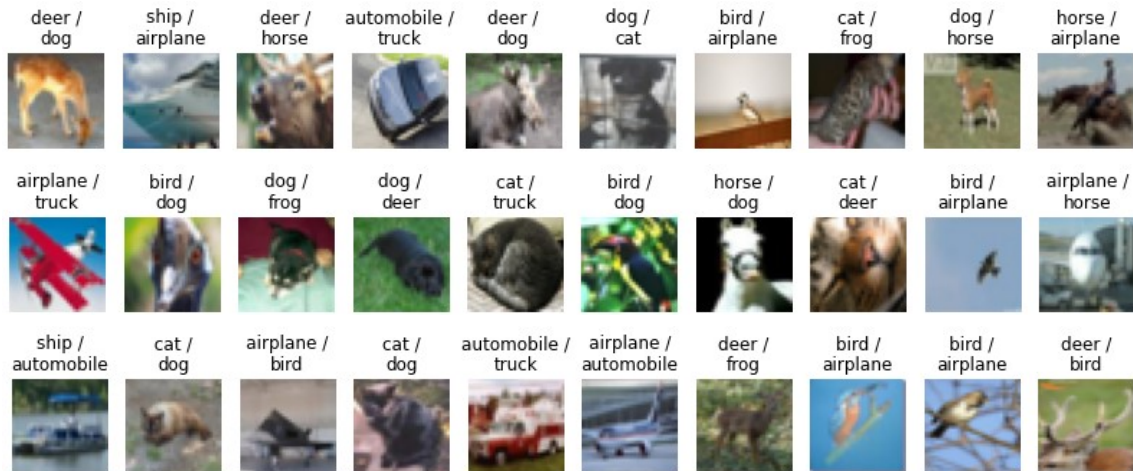 deer / ship / deer / automobile / deer / dog / bird / cat / dog / horse /
dog airplane horse truck dog cat airplane frog horse airplane
airplane / bird / dog / dog / cat / bird / horse / cat / bird / airplane /
truck dog frog deer truck dog dog deer airplane horse
ship / cat / airplane / cat / automobile / airplane / deer / bird / bird / deer /
automobile dog bird dog truck automobile frog airplane airplane bird